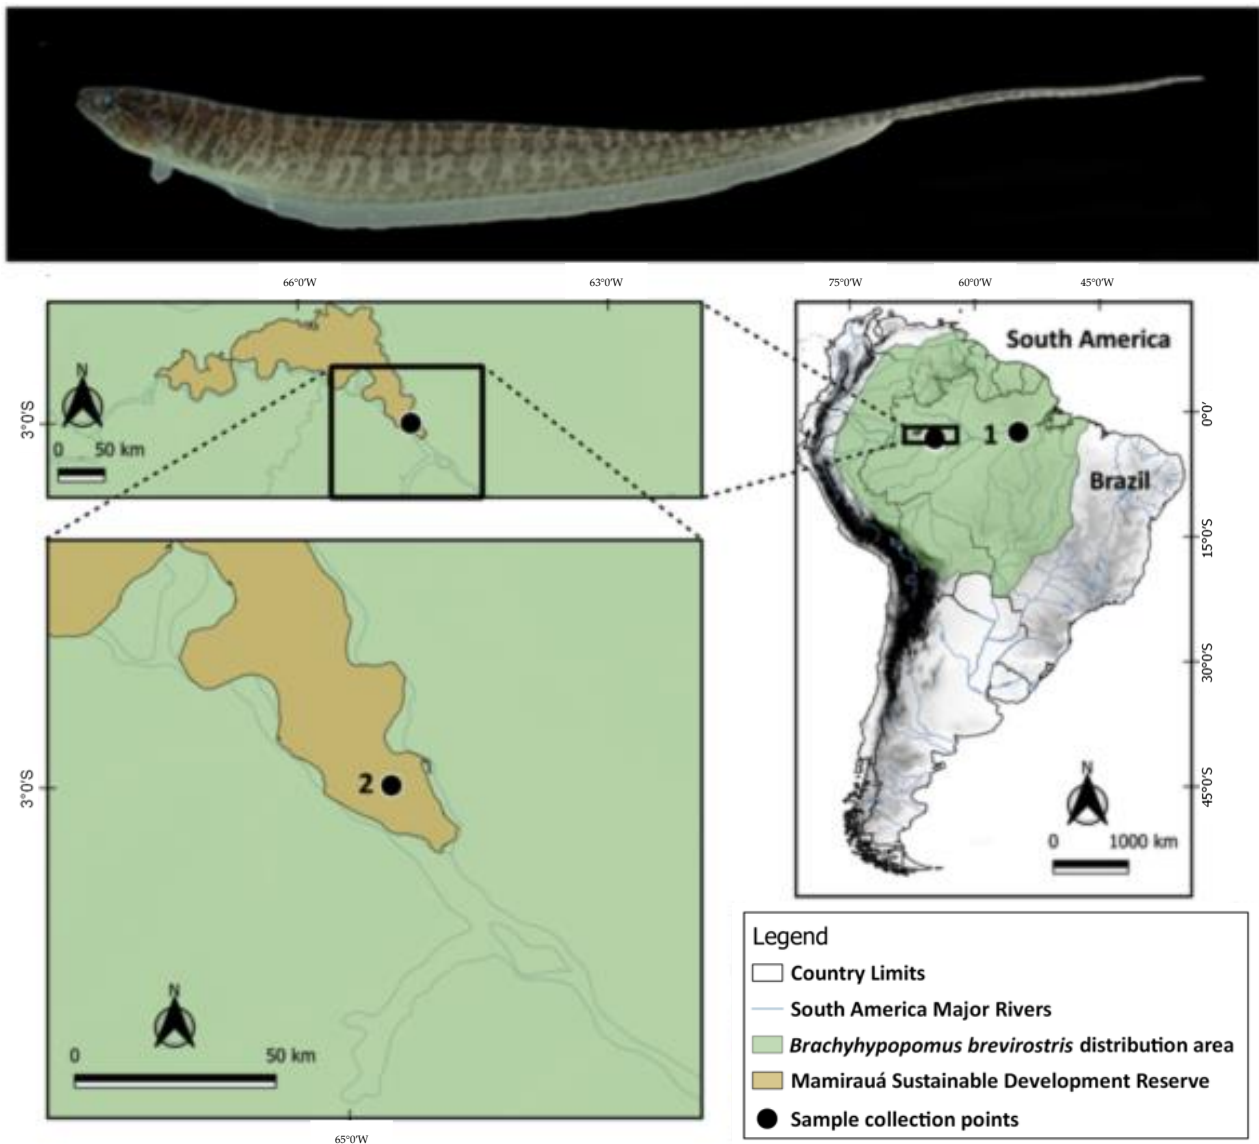 66°0'W
63°0'W
75°0'W
60°0'W
45°0'W
South America
N
3°0'S
0 50 km
0°0'
1
Brazil
15°0'S
30°0'S
2
3°0'S
N
45°0'S
0 1000 km
N
0 50 km
65°0'W
Legend
Country Limits
South America Major Rivers
Brachyhypopomus brevirostris distribution area
Mamirauá Sustainable Development Reserve
Sample collection points